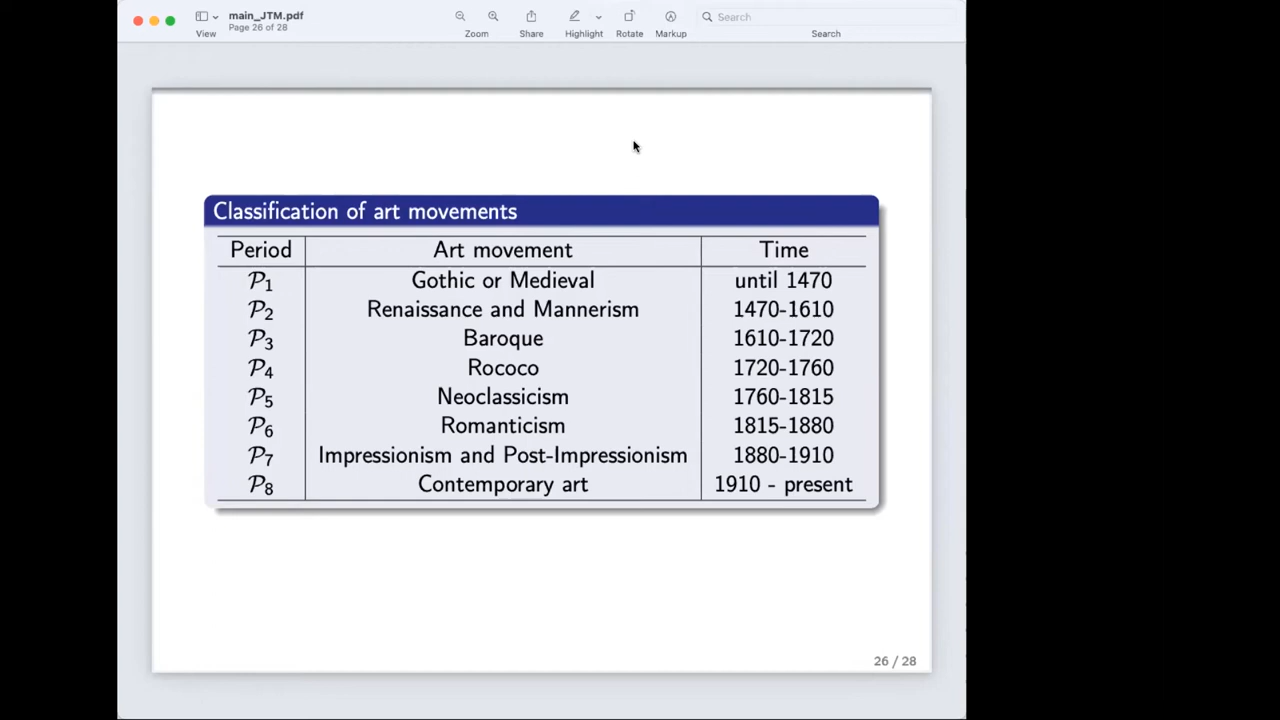 main_JTM.pdf
Page 26 of 28
View
Zoom
Share
Highlight
Rotate
Markup
Search
Search
Classification of art movements
Period Art movement Time
𝒫₁ Gothic or Medieval until 1470
𝒫₂ Renaissance and Mannerism 1470-1610
𝒫₃ Baroque 1610-1720
𝒫₄ Rococo 1720-1760
𝒫₅ Neoclassicism 1760-1815
𝒫₆ Romanticism 1815-1880
𝒫₇ Impressionism and Post-Impressionism 1880-1910
𝒫₈ Contemporary art 1910 - present
26 / 28